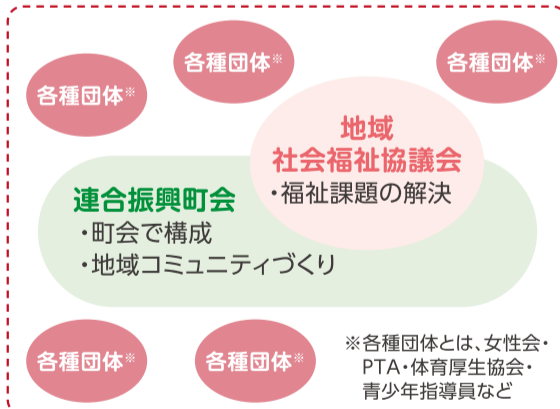 各種団体※
各種団体※
各種団体※
地域
社会福祉協議会
・福祉課題の解決
連合振興町会
・町会で構成
・地域コミュニティづくり
各種団体※
各種団体※
※各種団体とは、女性会・
PTA・体育厚生協会・
青少年指導員など